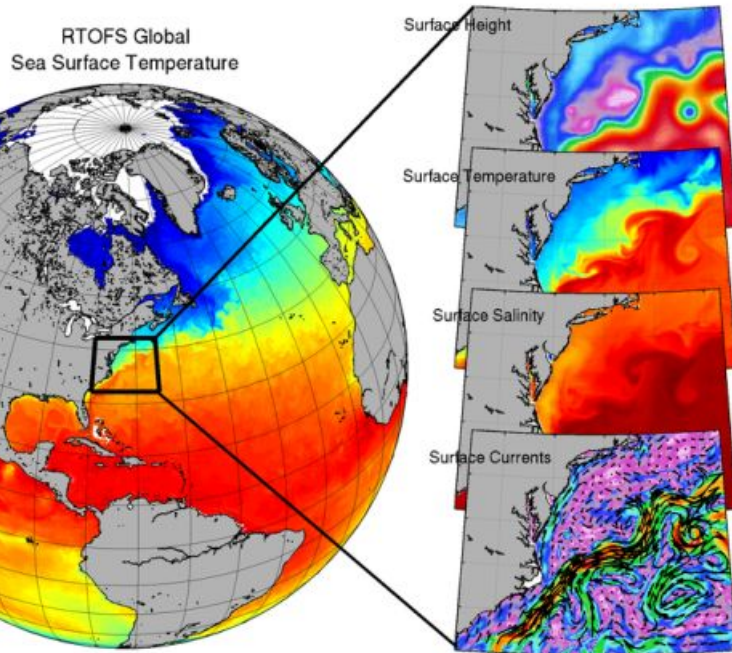 RTOFS Global
Sea Surface Temperature
Surface Height
Surface Temperature
Surface Salinity
Surface Currents